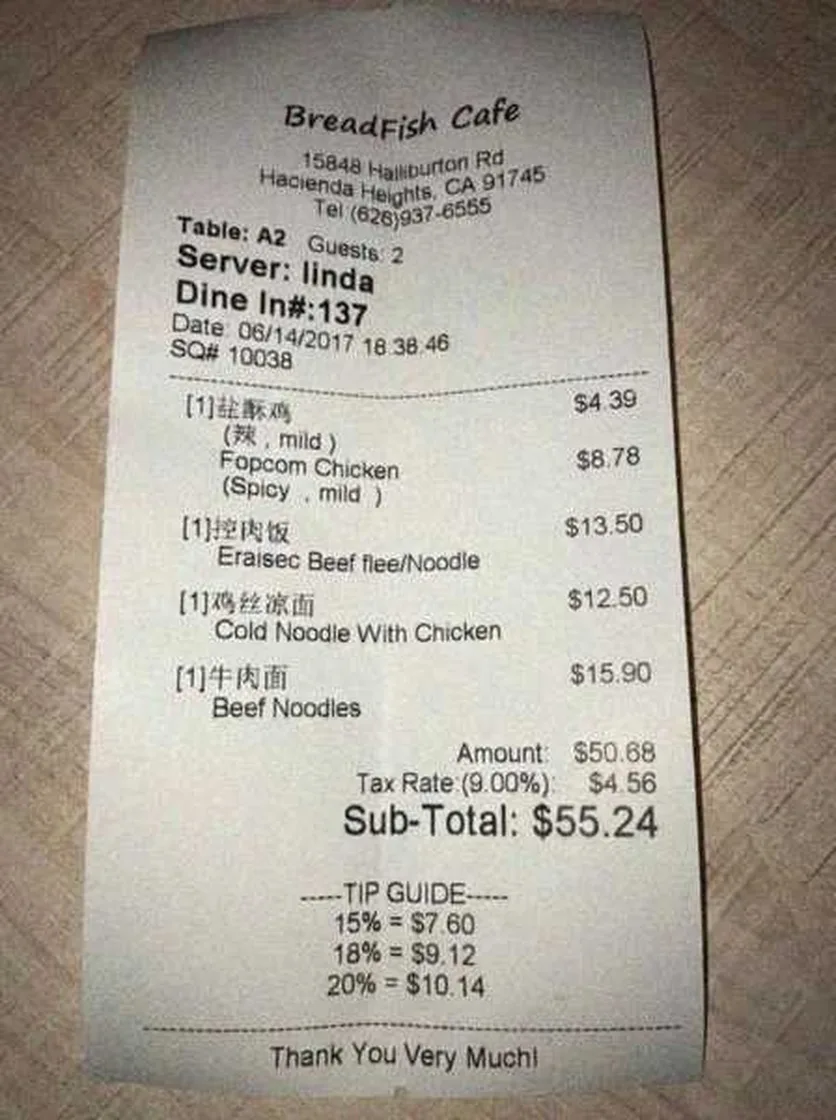 BreadFish Cafe
15848 Halliburton Rd
Hacienda Heights, CA 91745
Tel (626)937-6555
Table: A2 Guests: 2
Server: linda
Dine In#:137
Date: 06/14/2017 18:38:46
SQ# 10038
[1]盐酥鸡 $4.39
(辣 , mild )
Fopcom Chicken $8.78
(Spicy , mild )
[1]控肉饭 $13.50
Eraisec Beef flee/Noodle
[1]鸡丝凉面 $12.50
Cold Noodle With Chicken
[1]牛肉面 $15.90
Beef Noodles
Amount: $50.68
Tax Rate:(9.00%): $4.56
Sub-Total: $55.24
-----TIP GUIDE-----
15% = $7.60
18% = $9.12
20% = $10.14
Thank You Very Much!